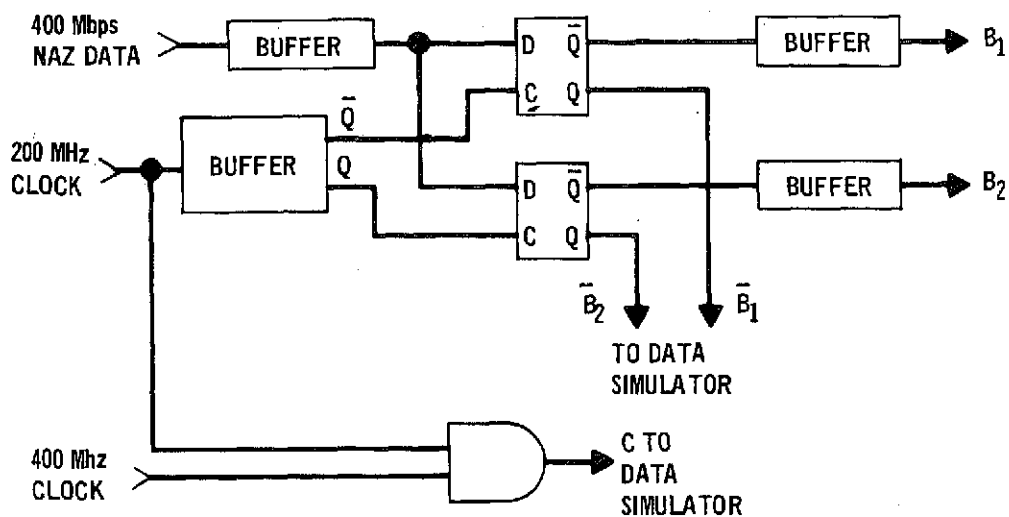 400 Mbps
NAZ DATA
BUFFER
D
Q̅
C
Q
BUFFER
B₁
200 MHz
CLOCK
BUFFER
Q̅
Q
D
Q̅
C
Q
BUFFER
B₂
B̅₂
B̅₁
TO DATA
SIMULATOR
400 Mhz
CLOCK
C TO
DATA
SIMULATOR